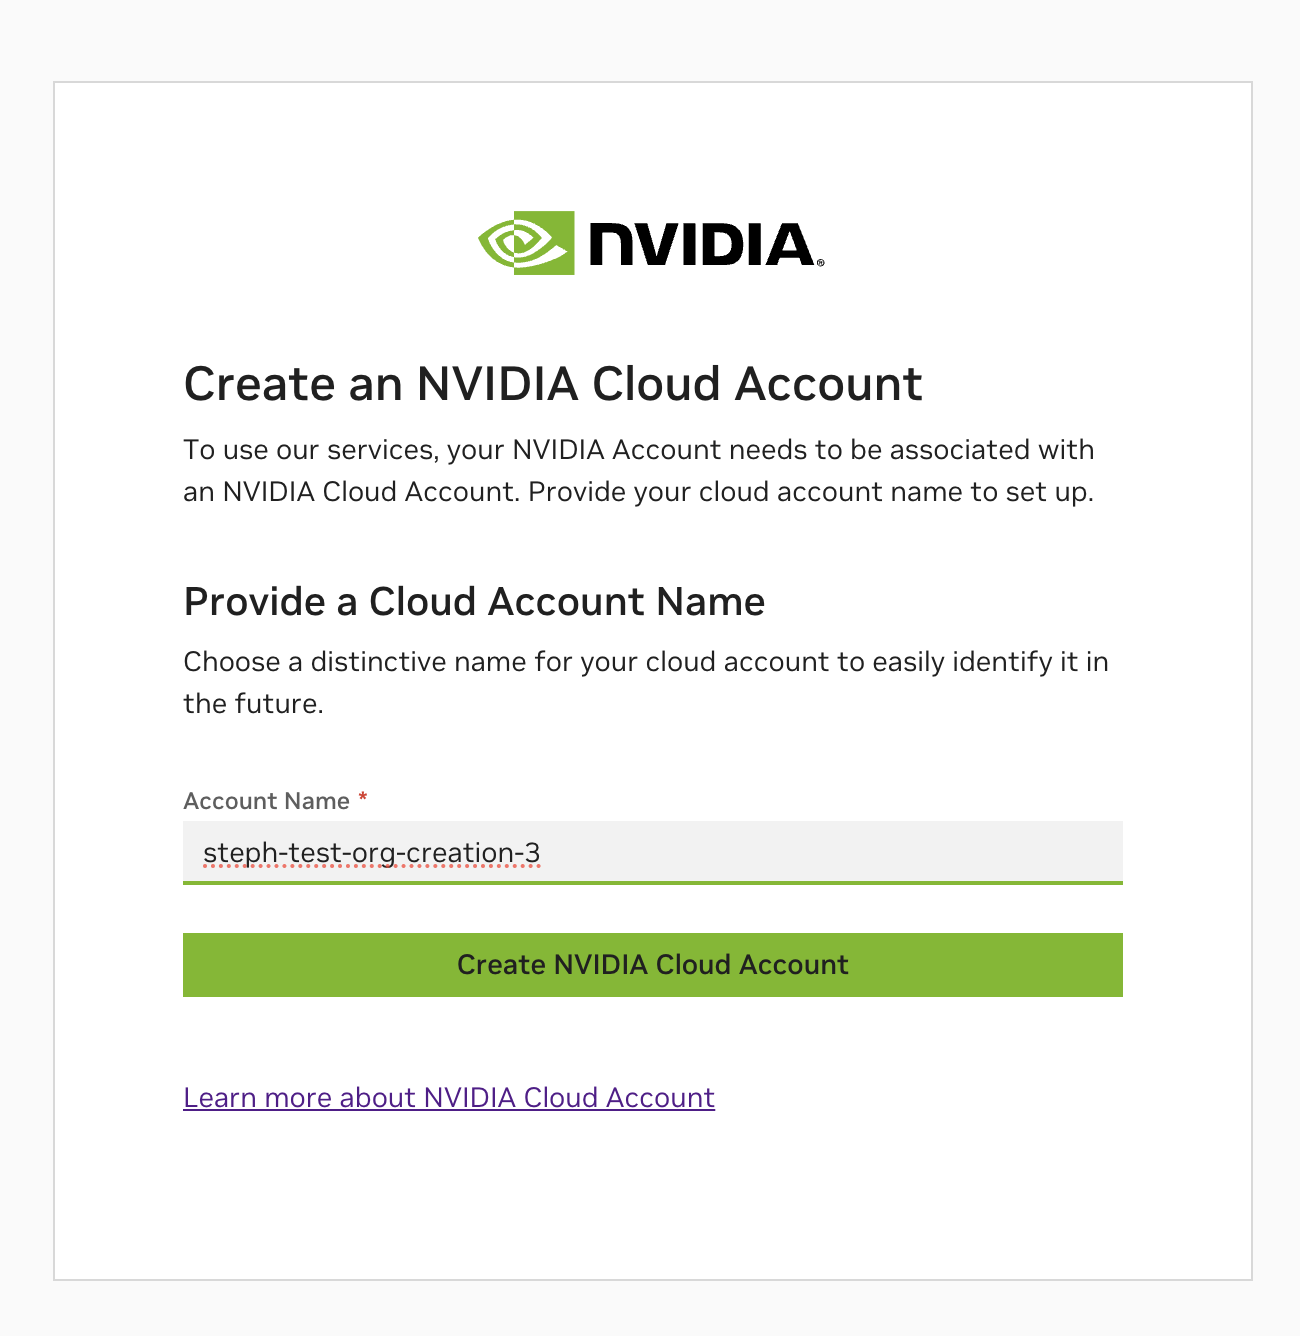 NVIDIA®
Create an NVIDIA Cloud Account
To use our services, your NVIDIA Account needs to be associated with
an NVIDIA Cloud Account. Provide your cloud account name to set up.
Provide a Cloud Account Name
Choose a distinctive name for your cloud account to easily identify it in
the future.
Account Name *
steph-test-org-creation-3
Create NVIDIA Cloud Account
Learn more about NVIDIA Cloud Account